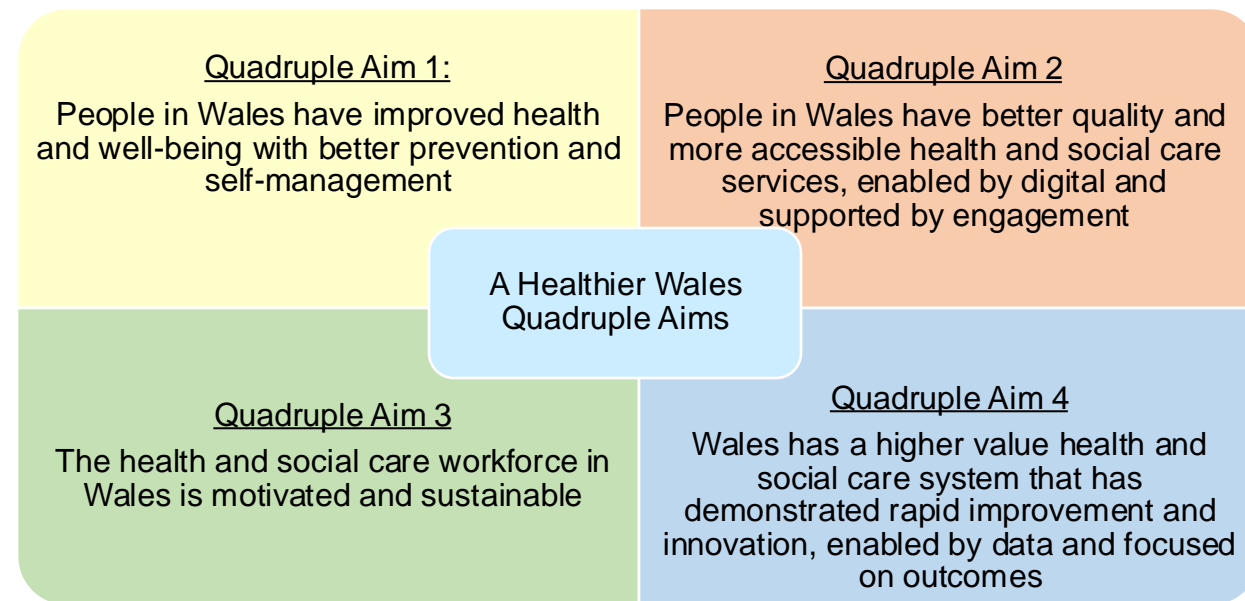 Quadruple Aim 1:
People in Wales have improved health
and well-being with better prevention and
self-management
Quadruple Aim 2
People in Wales have better quality and
more accessible health and social care
services, enabled by digital and
supported by engagement
A Healthier Wales
Quadruple Aims
Quadruple Aim 3
The health and social care workforce in
Wales is motivated and sustainable
Quadruple Aim 4
Wales has a higher value health and
social care system that has
demonstrated rapid improvement and
innovation, enabled by data and focused
on outcomes